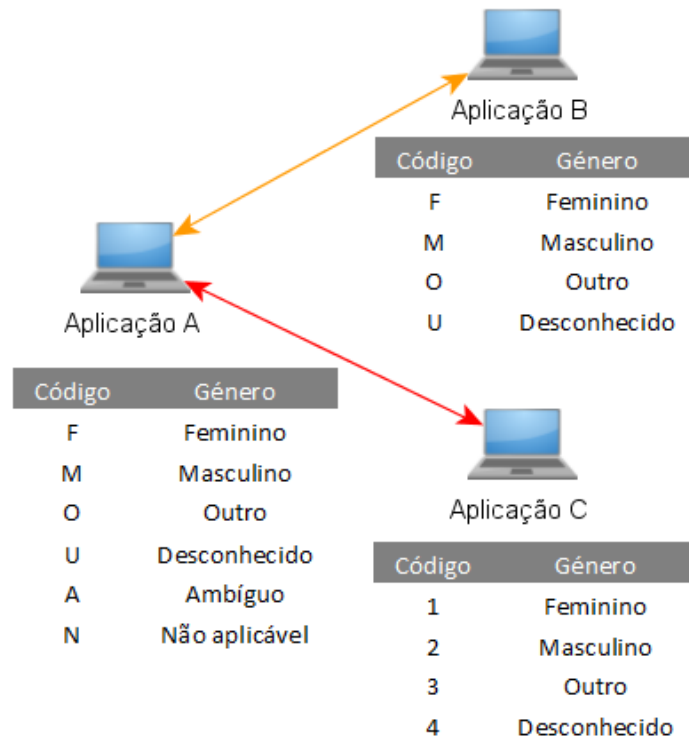 Aplicação B
Código Género
F Feminino
M Masculino
O Outro
U Desconhecido
Aplicação A
Código Género
F Feminino
M Masculino
O Outro
U Desconhecido
A Ambíguo
N Não aplicável
Aplicação C
Código Género
1 Feminino
2 Masculino
3 Outro
4 Desconhecido